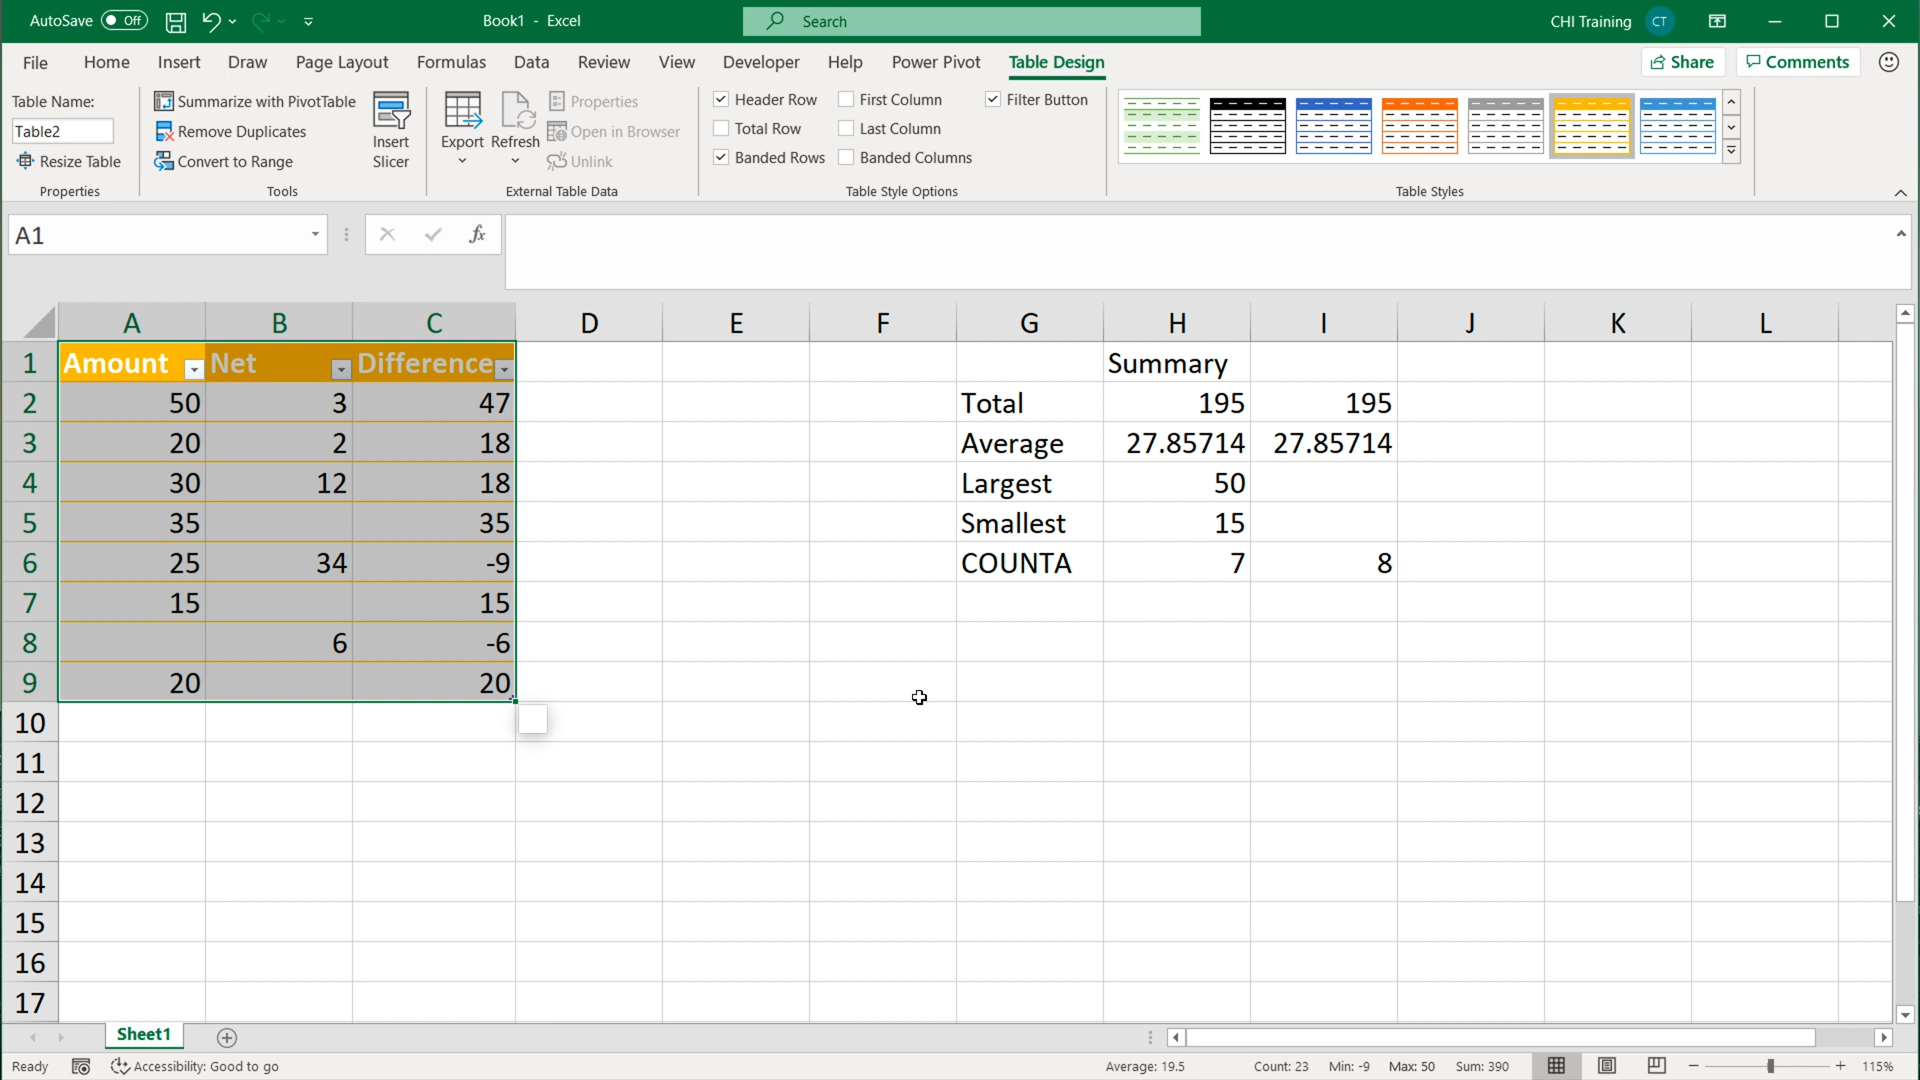 AutoSave Off Book1 - Excel Search CHI Training CT
File Home Insert Draw Page Layout Formulas Data Review View Developer Help Power Pivot Table Design Share Comments
Table Name:
Table2
Resize Table
Properties
Summarize with PivotTable
Remove Duplicates
Convert to Range
Tools
Insert
Slicer
Export Refresh
Properties
Open in Browser
Unlink
External Table Data
Header Row First Column Filter Button
Total Row Last Column
Banded Rows Banded Columns
Table Style Options
Table Styles
A1 fx
A B C D E F G H I J K L
1 Amount Net Difference Summary
2 50 3 47 Total 195 195
3 20 2 18 Average 27.85714 27.85714
4 30 12 18 Largest 50
5 35 35 Smallest 15
6 25 34 -9 COUNTA 7 8
7 15 15
8 6 -6
9 20 20
10
11
12
13
14
15
16
17
Sheet1
Ready Accessibility: Good to go Average: 19.5 Count: 23 Min: -9 Max: 50 Sum: 390 115%